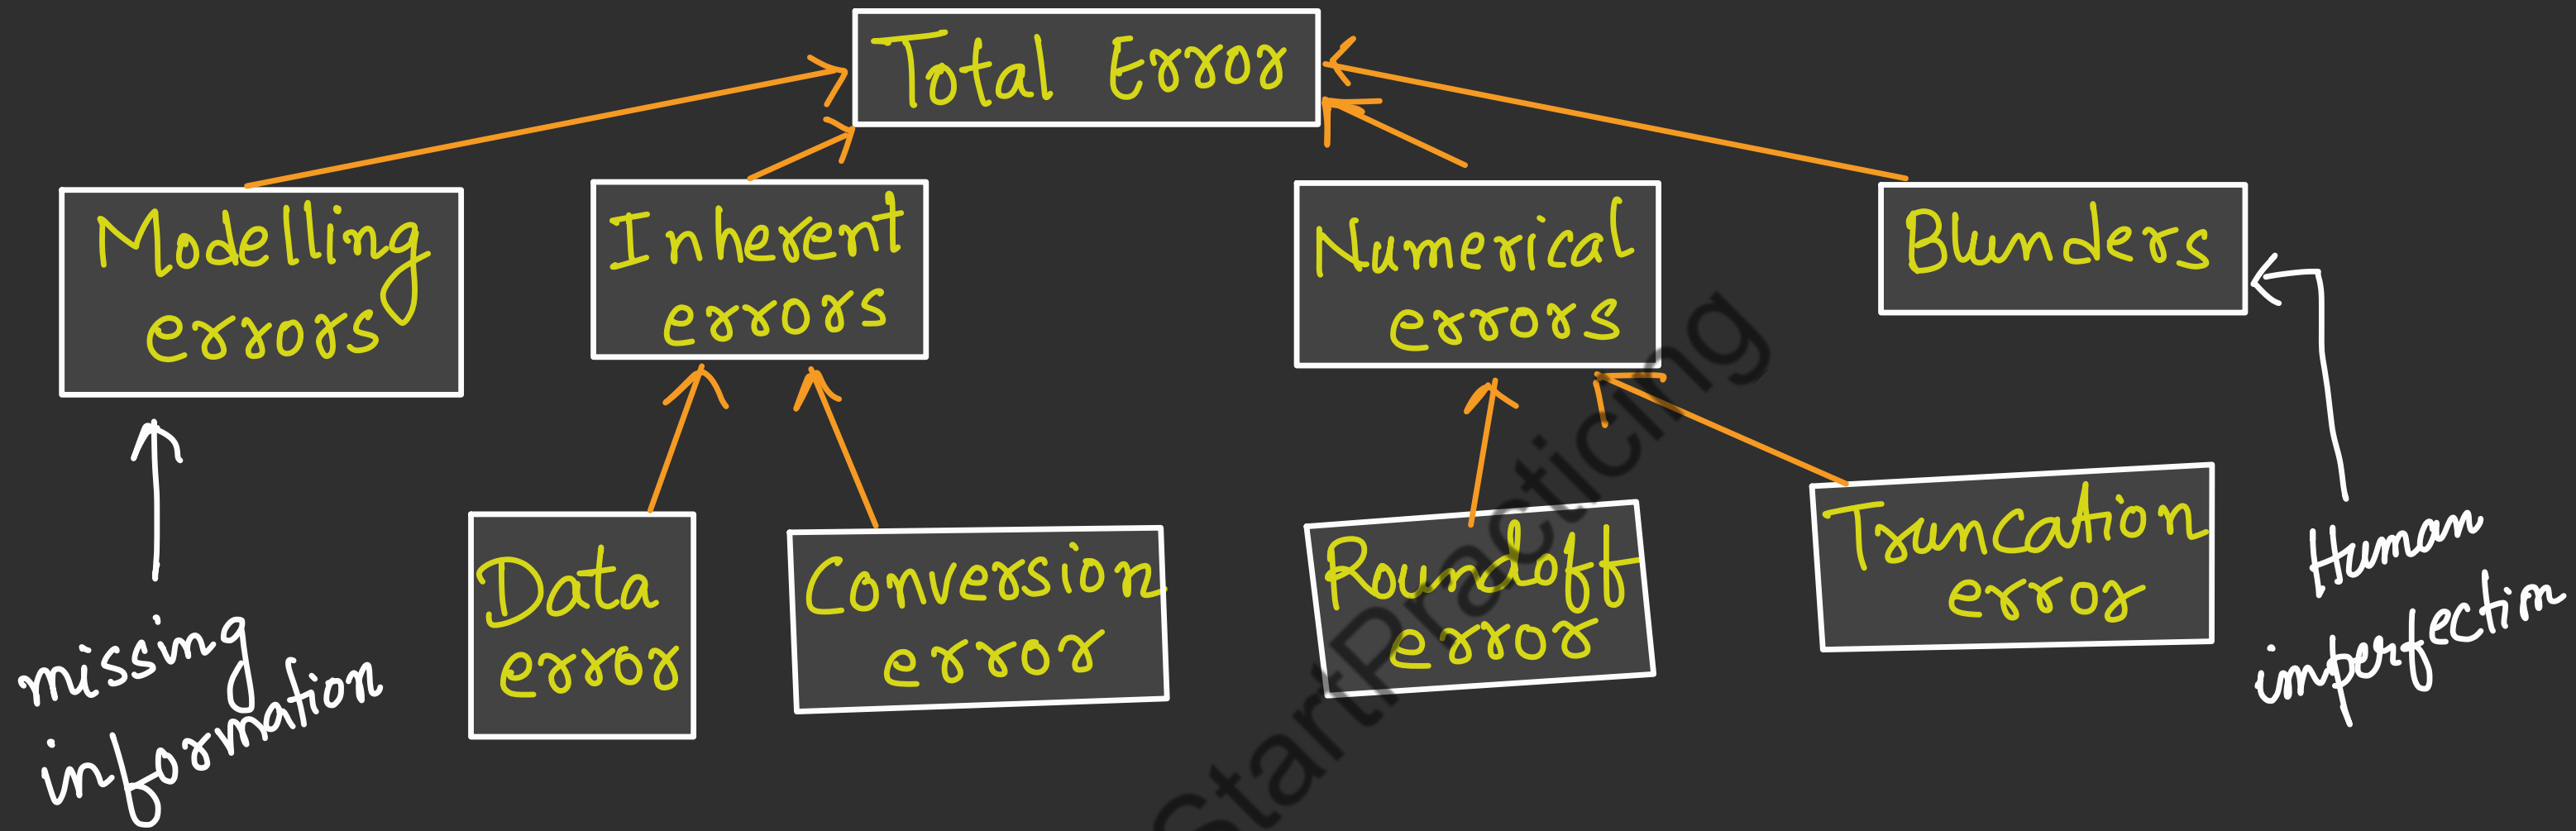 Total Error
Modelling
errors
Inherent
errors
Numerical
errors
Blunders
Data
error
Conversion
error
Roundoff
error
Truncation
error
missing
information
Human
imperfection
StartPracticing